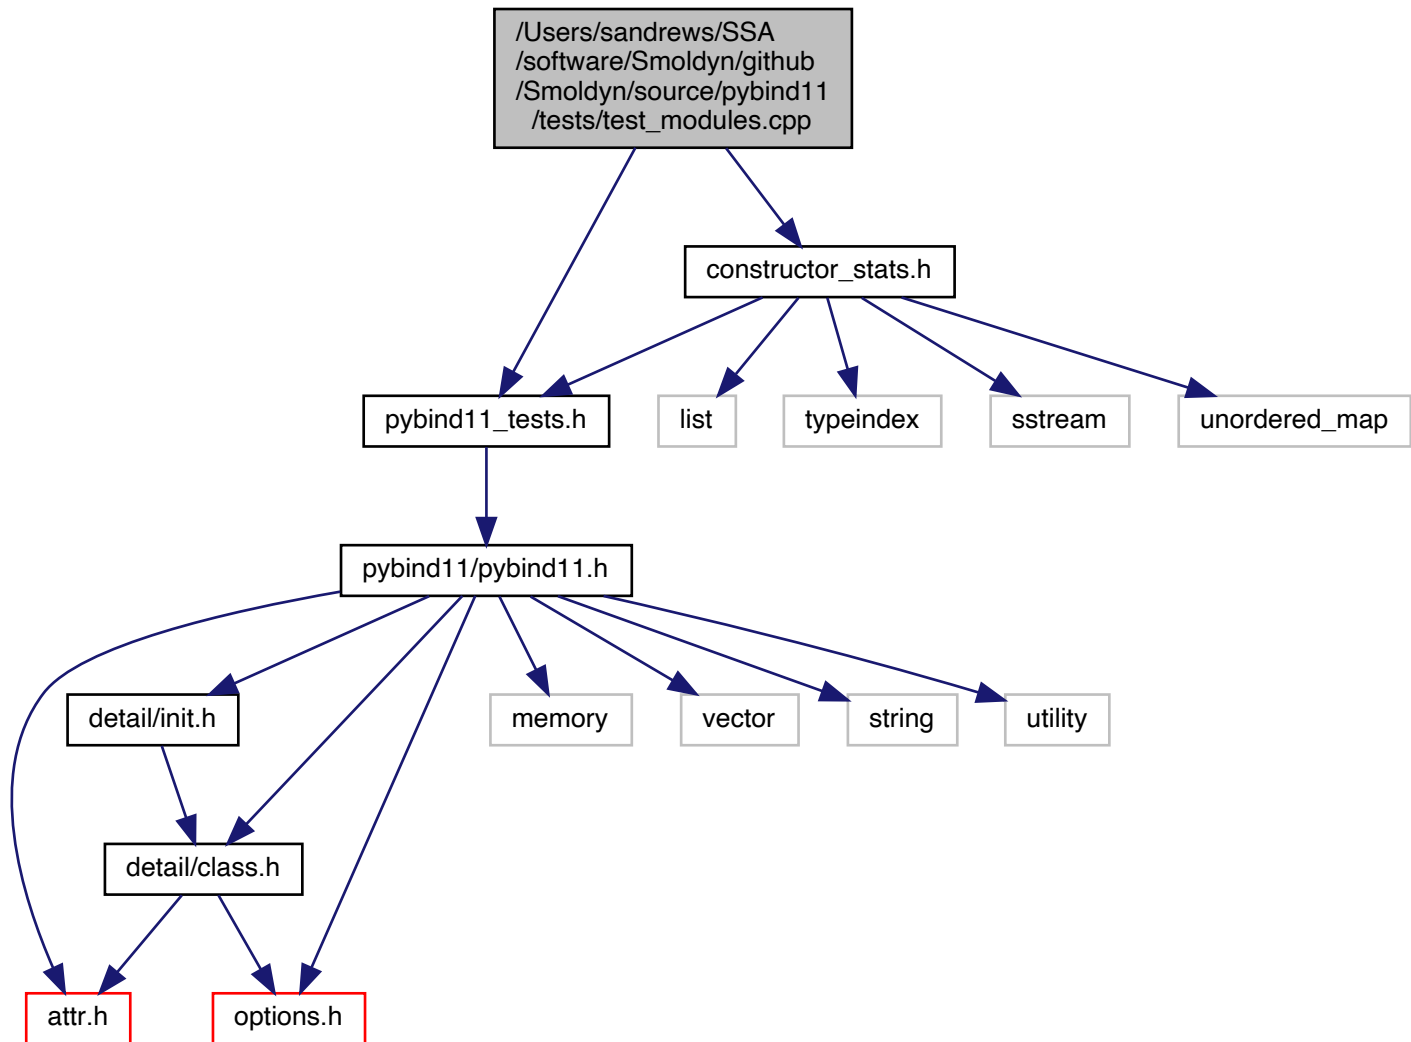 /Users/sandrews/SSA
/software/Smoldyn/github
/Smoldyn/source/pybind11
/tests/test_modules.cpp
constructor_stats.h
pybind11_tests.h
list
typeindex
sstream
unordered_map
pybind11/pybind11.h
detail/init.h
memory
vector
string
utility
detail/class.h
attr.h
options.h